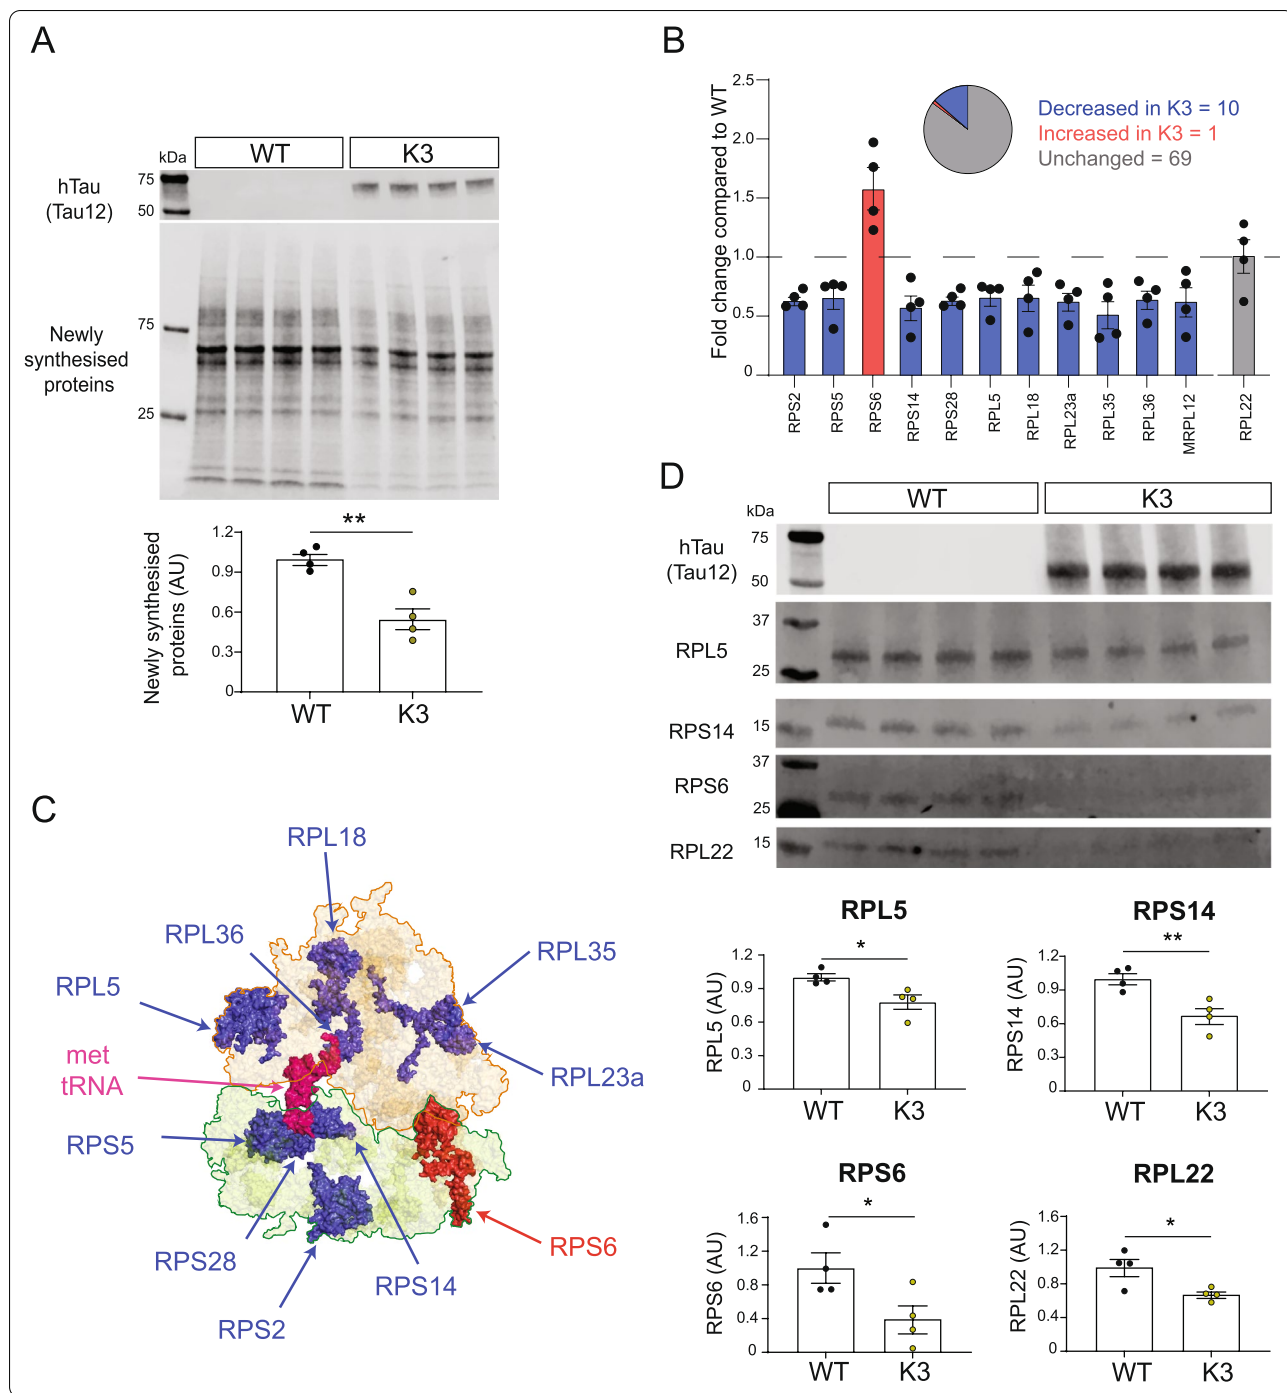 A
kDa
WT
K3
hTau
(Tau12)
75
50
Newly
synthesised
proteins
75
25
**
Newly synthesised
proteins (AU)
1.2
0.9
0.6
0.3
0
WT
K3
B
Fold change compared to WT
2.5
2.0
1.5
1.0
0.5
0
Decreased in K3 = 10
Increased in K3 = 1
Unchanged = 69
RPS2
RPS5
RPS6
RPS14
RPS28
RPL5
RPL18
RPL23a
RPL35
RPL36
MRPL12
RPL22
C
RPL18
RPL36
RPL35
RPL5
met
tRNA
RPL23a
RPS5
RPS28
RPS14
RPS6
RPS2
D
kDa
WT
K3
hTau
(Tau12)
75
50
RPL5
37
25
RPS14
15
RPS6
37
25
RPL22
15
RPL5
*
RPL5 (AU)
1.2
0.9
0.6
0.3
0
WT
K3
RPS14
**
RPS14 (AU)
1.2
0.9
0.6
0.3
0
WT
K3
RPS6
*
RPS6 (AU)
1.6
1.2
0.8
0.4
0
WT
K3
RPL22
*
RPL22 (AU)
1.6
1.2
0.8
0.4
0
WT
K3